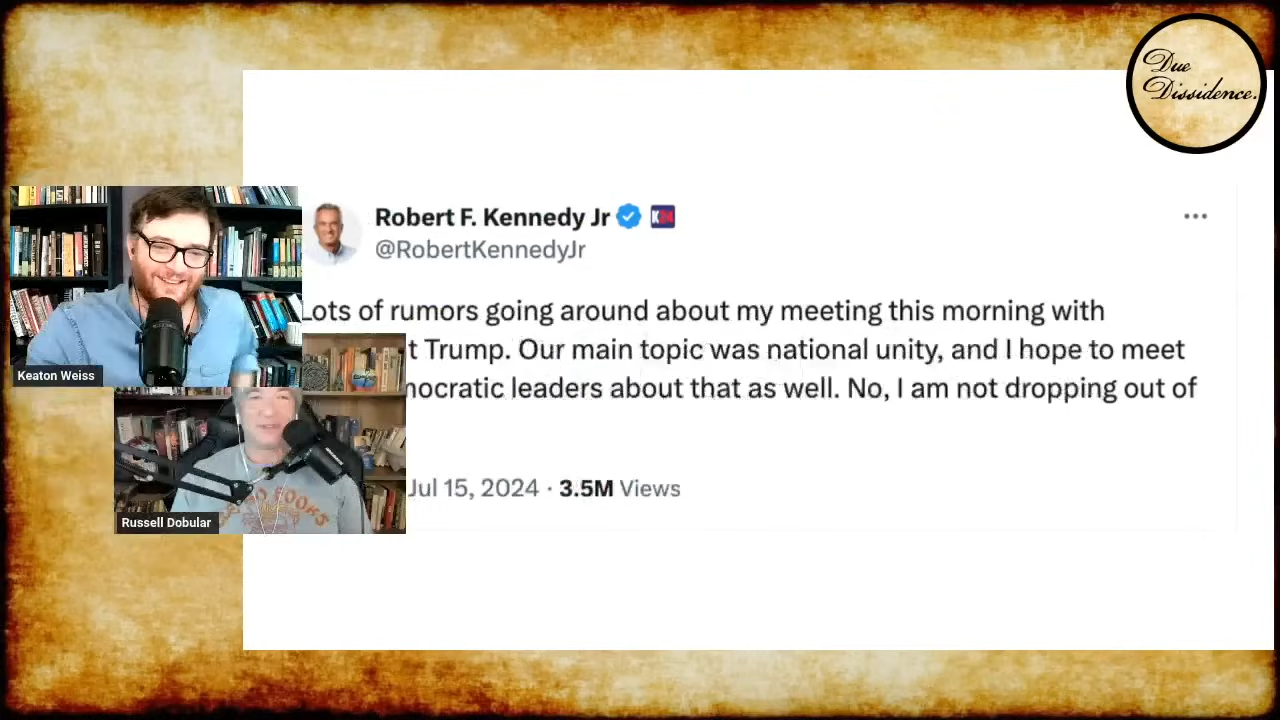 Due
Dissidence.
Robert F. Kennedy Jr
K24
@RobertKennedyJr
Lots of rumors going around about my meeting this morning with
t Trump. Our main topic was national unity, and I hope to meet
mocratic leaders about that as well. No, I am not dropping out of
Jul 15, 2024 · 3.5M Views
Keaton Weiss
Russell Dobular